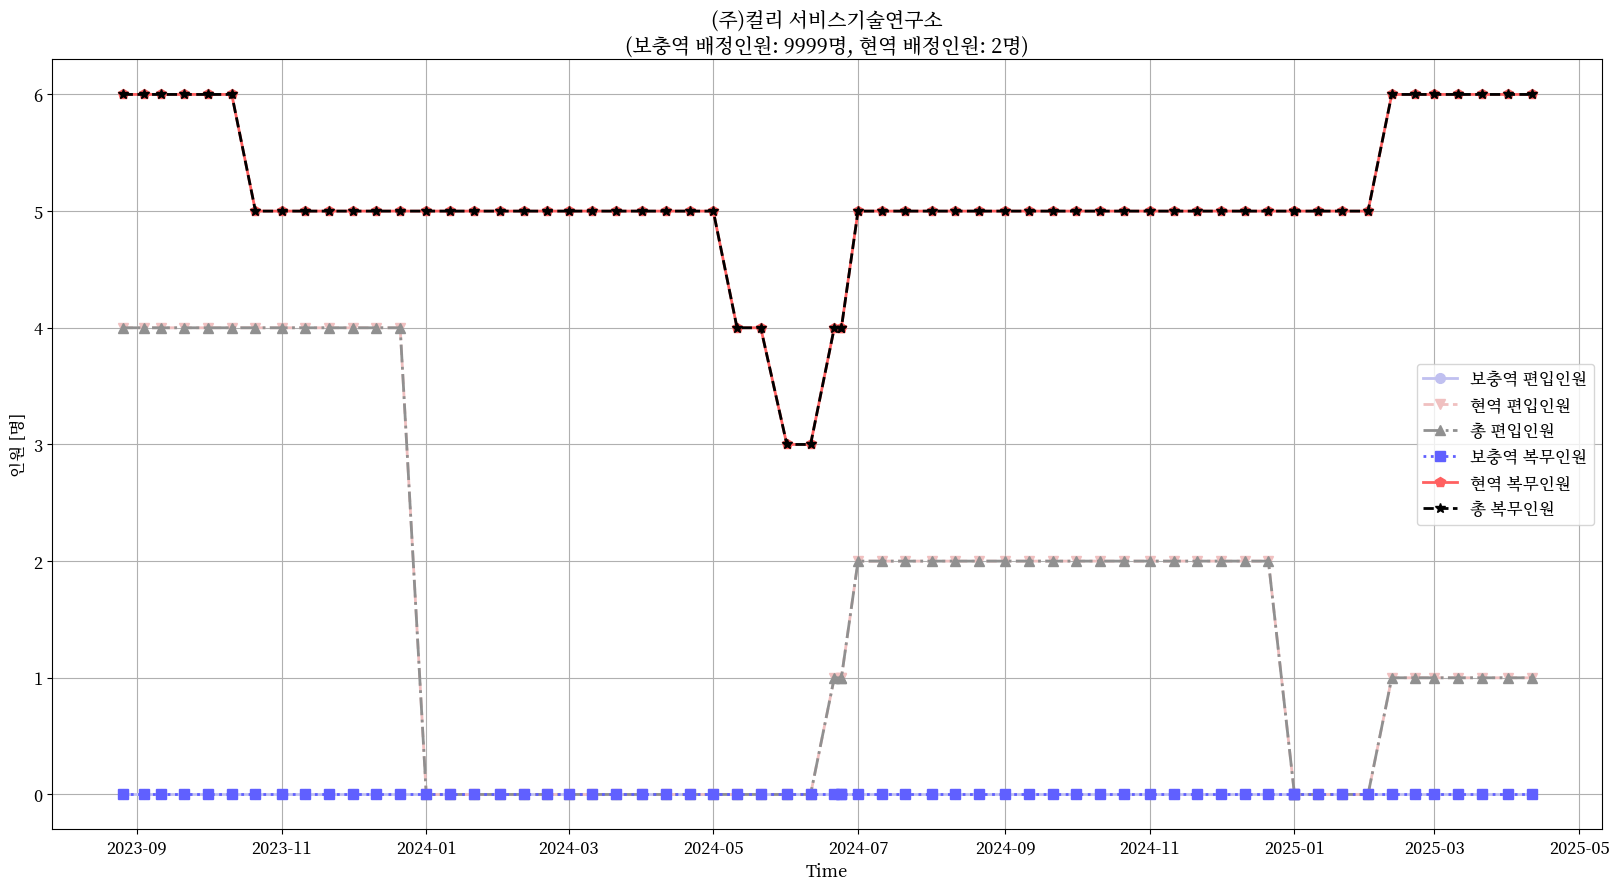 (주)컬리 서비스기술연구소
(보충역 배정인원: 9999명, 현역 배정인원: 2명)
인원 [명]
6
5
4
3
2
1
0
보충역 편입인원
현역 편입인원
총 편입인원
보충역 복무인원
현역 복무인원
총 복무인원
2023-09
2023-11
2024-01
2024-03
2024-05
2024-07
2024-09
2024-11
2025-01
2025-03
2025-05
Time